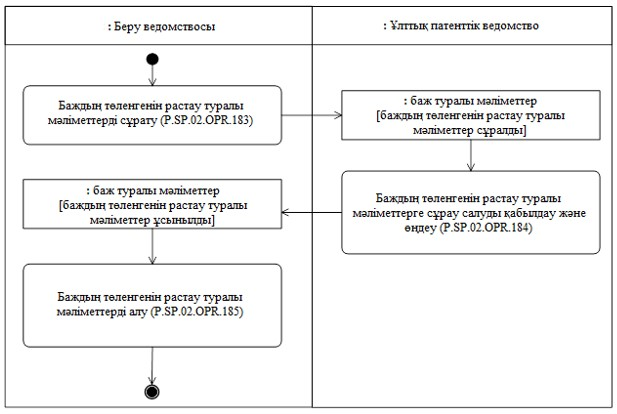 : Беру ведомствосы
: Ұлттық патенттік ведомство
Баждың төленгенін растау туралы
мәліметтерді сұрату (P.SP.02.OPR.183)
: баж туралы мәліметтер
[баждың төленгенін растау туралы
мәліметтер сұралды]
: баж туралы мәліметтер
[баждың төленгенін растау туралы
мәліметтер ұсынылды]
Баждың төленгенін растау туралы
мәліметтерге сұрау салуды қабылдау және
өңдеу (P.SP.02.OPR.184)
Баждың төленгенін растау туралы
мәліметтерді алу (P.SP.02.OPR.185)